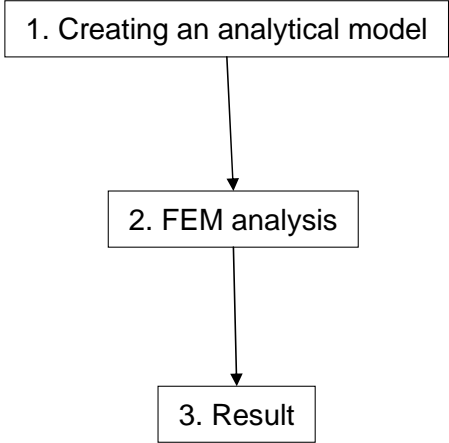 1. Creating an analytical model
2. FEM analysis
3. Result